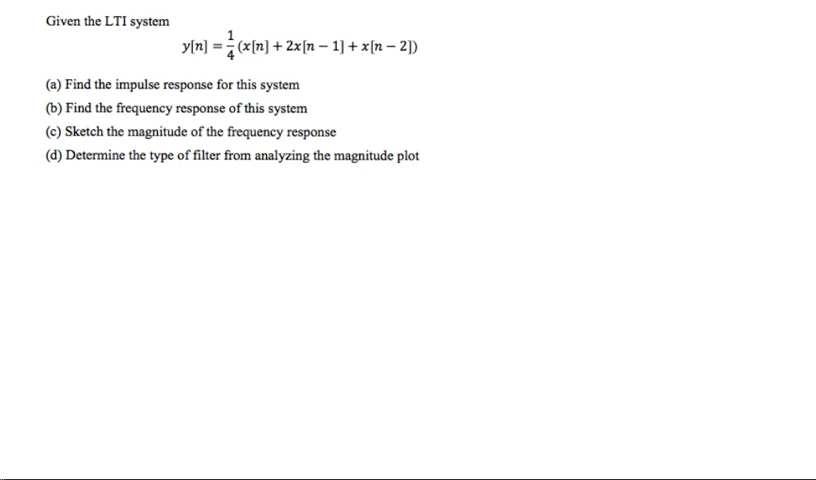 Given the LTI system
y[n] = 1/4 (x[n] + 2x[n − 1] + x[n − 2])
(a) Find the impulse response for this system
(b) Find the frequency response of this system
(c) Sketch the magnitude of the frequency response
(d) Determine the type of filter from analyzing the magnitude plot